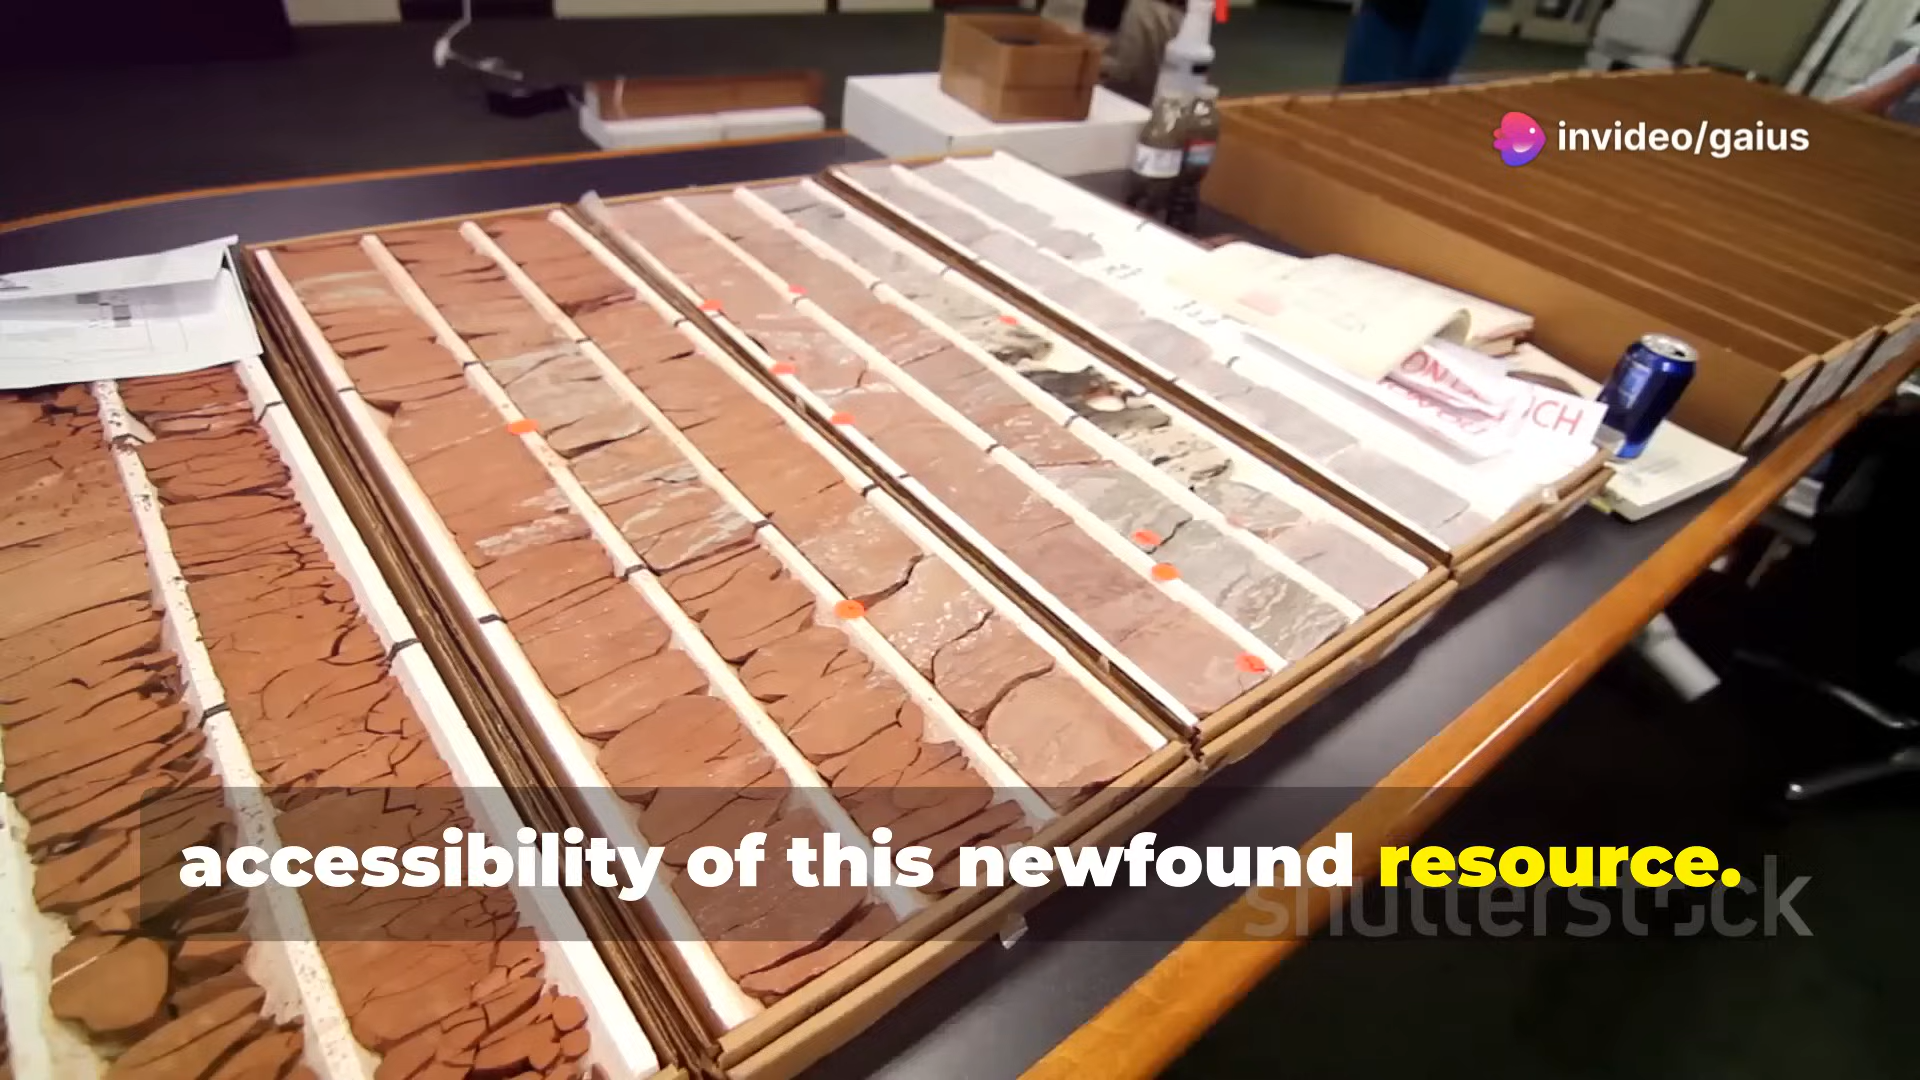 invideo/gaius
accessibility of this newfound resource.
shutterstock